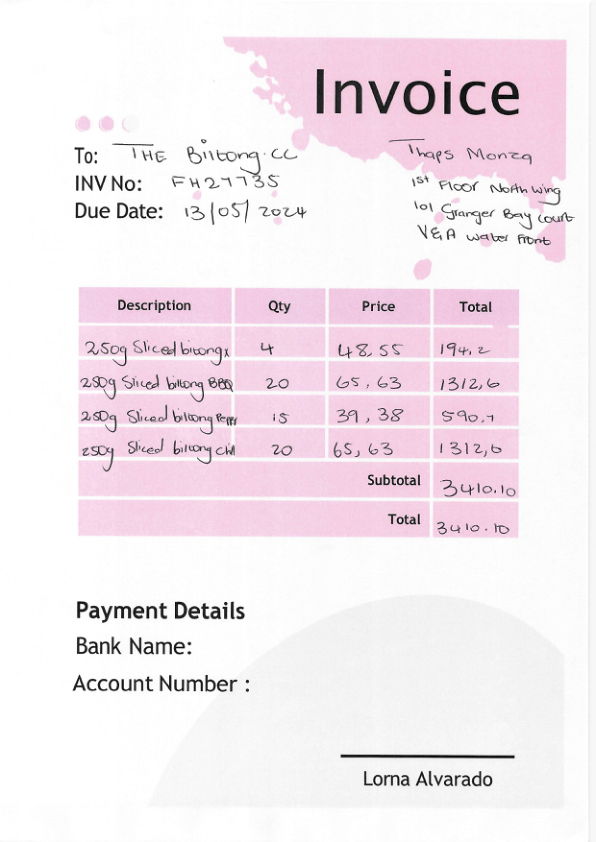 Invoice
To: THE Biltong.cc
INV No: FH27735
Due Date: 13/05/2024
Thaps Monza
1st Floor North Wing
101 Granger Bay Court
V&A Water Front
Description Qty Price Total
250g Sliced bitongx 4 48,55 194,2
250g Sliced biltong BBQ 20 65,63 1312,6
250g Sliced biltong Pepp 15 39,38 590,7
250g Sliced biltong chil 20 65,63 1312,6
Subtotal 3410.10
Total 3410.10
Payment Details
Bank Name:
Account Number :
Lorna Alvarado